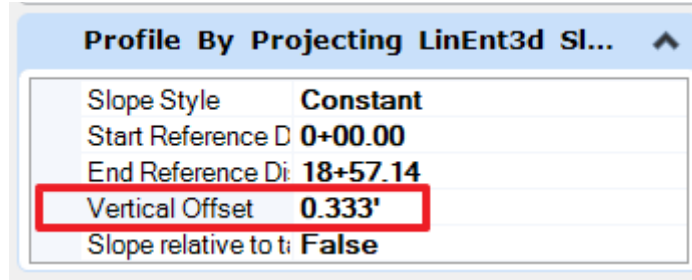 Profile By Projecting LinEnt3d Sl...
Slope Style Constant
Start Reference D 0+00.00
End Reference Di 18+57.14
Vertical Offset 0.333'
Slope relative to ta False